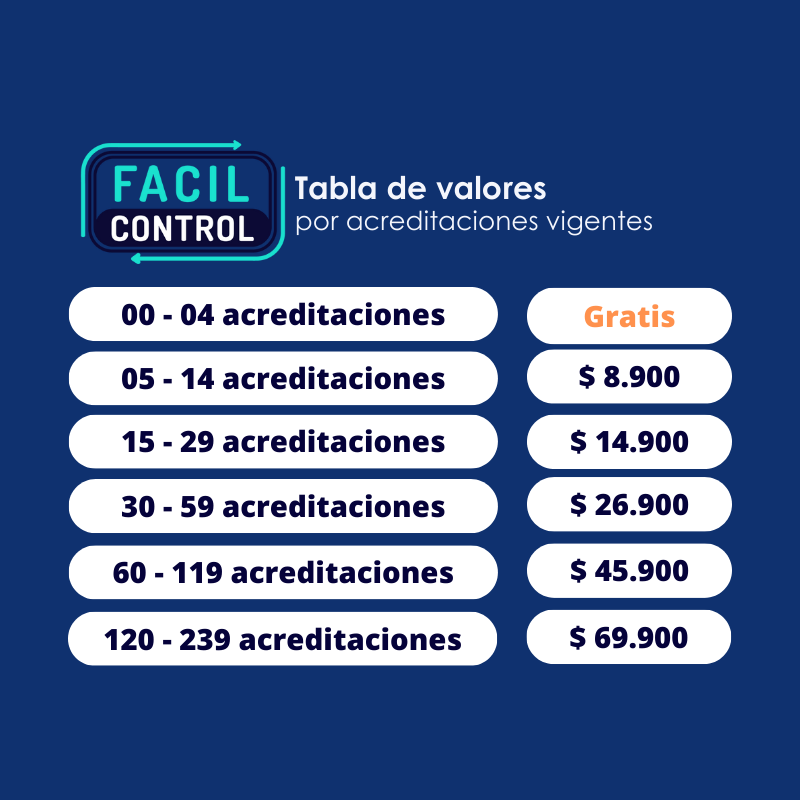 FACIL
CONTROL
Tabla de valores
por acreditaciones vigentes
00 - 04 acreditaciones
Gratis
05 - 14 acreditaciones
$ 8.900
15 - 29 acreditaciones
$ 14.900
30 - 59 acreditaciones
$ 26.900
60 - 119 acreditaciones
$ 45.900
120 - 239 acreditaciones
$ 69.900